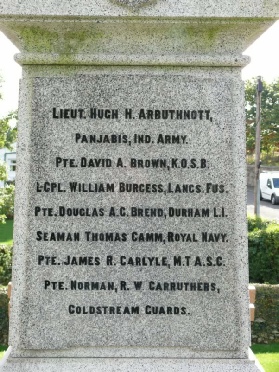 LIEUT. HUGH H. ARBUTHNOTT,
PANJABIS, IND. ARMY.
PTE. DAVID A. BROWN, K.O.S.B.
L-CPL. WILLIAM BURGESS, LANCS. FUS.
PTE. DOUGLAS A.C. BREND, DURHAM L.I.
SEAMAN THOMAS CAMM, ROYAL NAVY.
PTE. JAMES R. CARLYLE, M.T.A.S.C.
PTE. NORMAN, R. W. CARRUTHERS,
COLDSTREAM GUARDS.